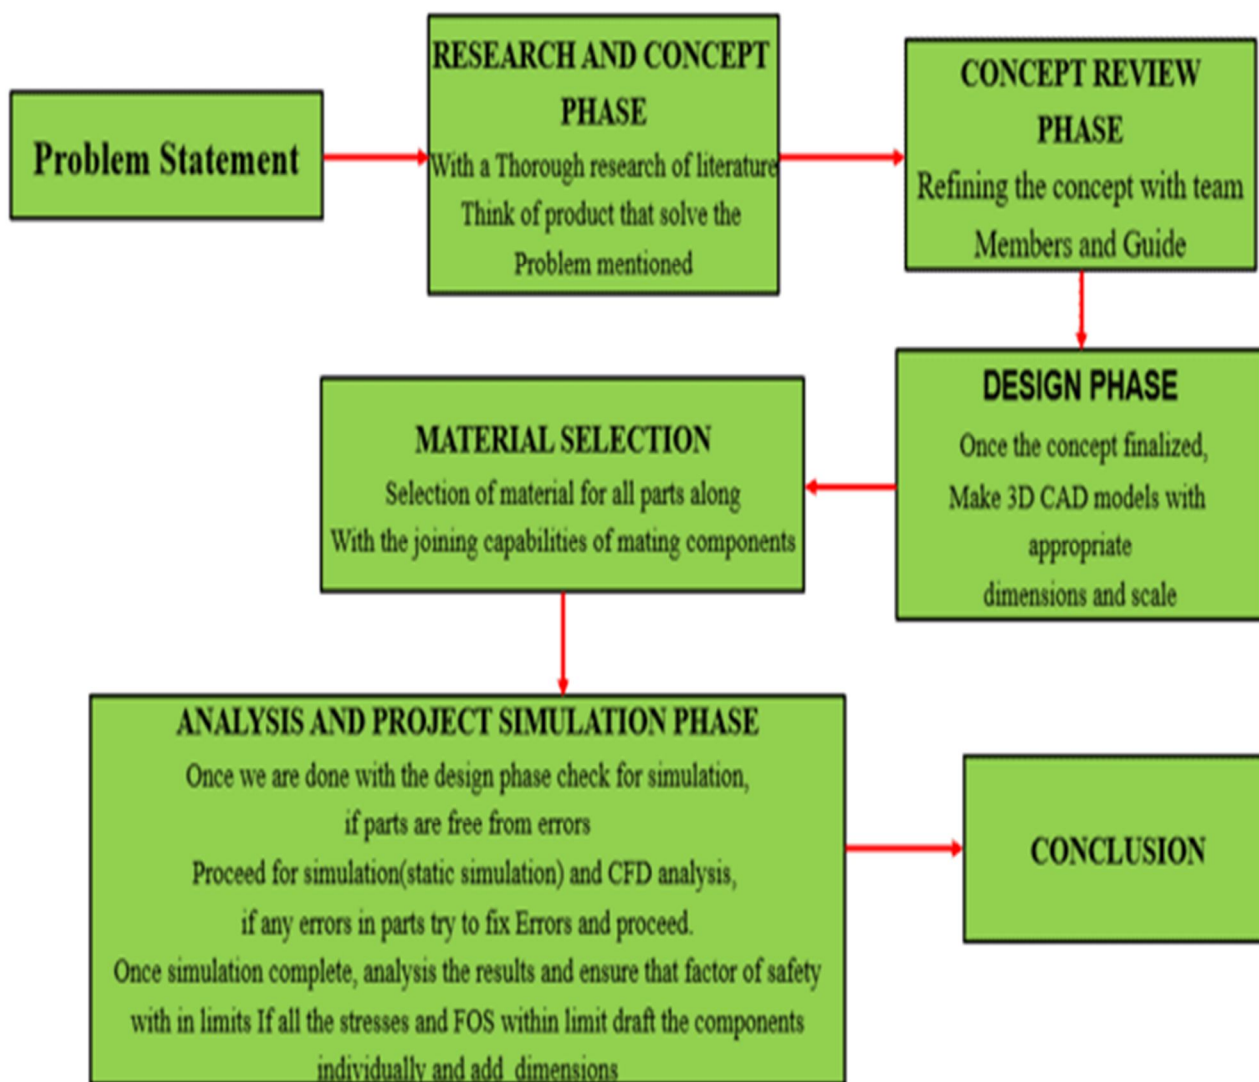 Problem Statement
RESEARCH AND CONCEPT
PHASE
With a Thorough research of literature
Think of product that solve the
Problem mentioned
CONCEPT REVIEW
PHASE
Refining the concept with team
Members and Guide
DESIGN PHASE
Once the concept finalized,
Make 3D CAD models with
appropriate
dimensions and scale
MATERIAL SELECTION
Selection of material for all parts along
With the joining capabilities of mating components
ANALYSIS AND PROJECT SIMULATION PHASE
Once we are done with the design phase check for simulation,
if parts are free from errors
Proceed for simulation(static simulation) and CFD analysis,
if any errors in parts try to fix Errors and proceed.
Once simulation complete, analysis the results and ensure that factor of safety
with in limits If all the stresses and FOS within limit draft the components
individually and add dimensions
CONCLUSION